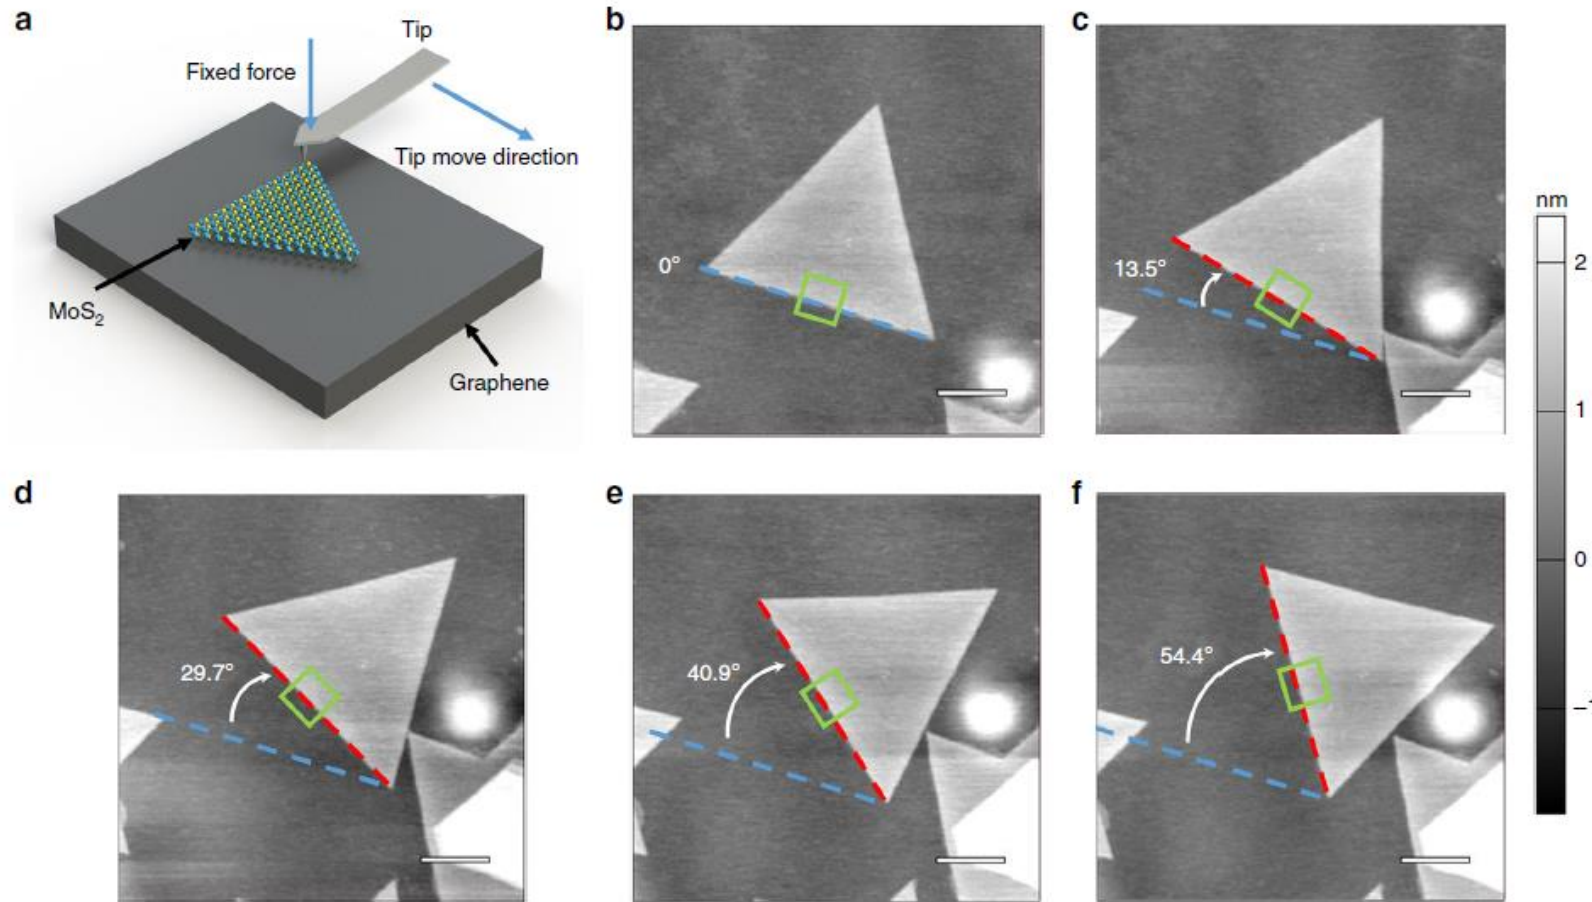 a
Tip
Fixed force
Tip move direction
MoS₂
Graphene
b
0°
c
13.5°
nm
2
1
0
d
29.7°
e
40.9°
f
54.4°